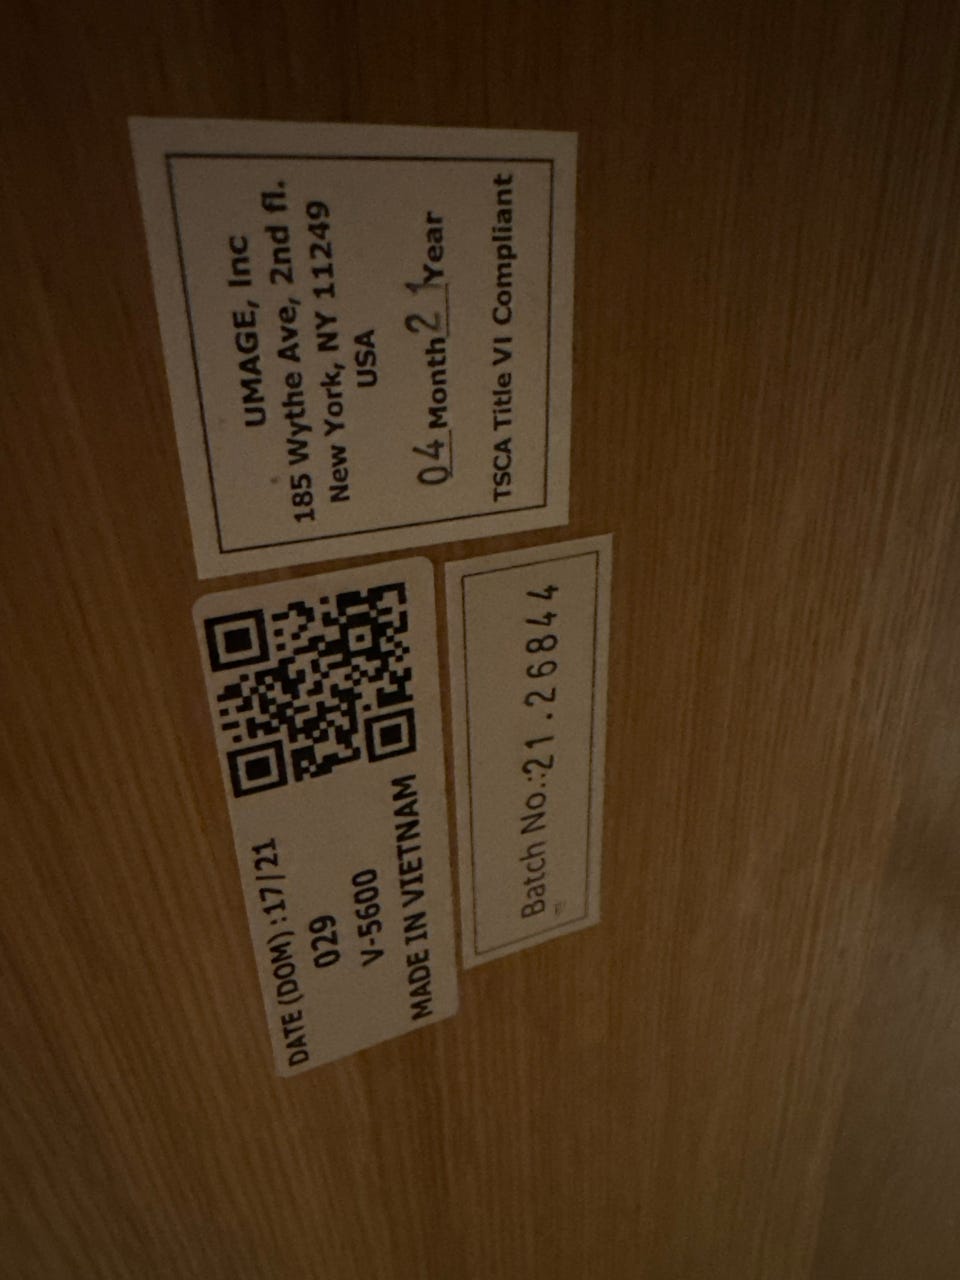 UMAGE, Inc
185 Wythe Ave, 2nd fl.
New York, NY 11249
USA
04 Month 21 Year
TSCA Title VI Compliant
DATE (DOM) :17/21
029
V-5600
MADE IN VIETNAM
Batch No.:21.26844